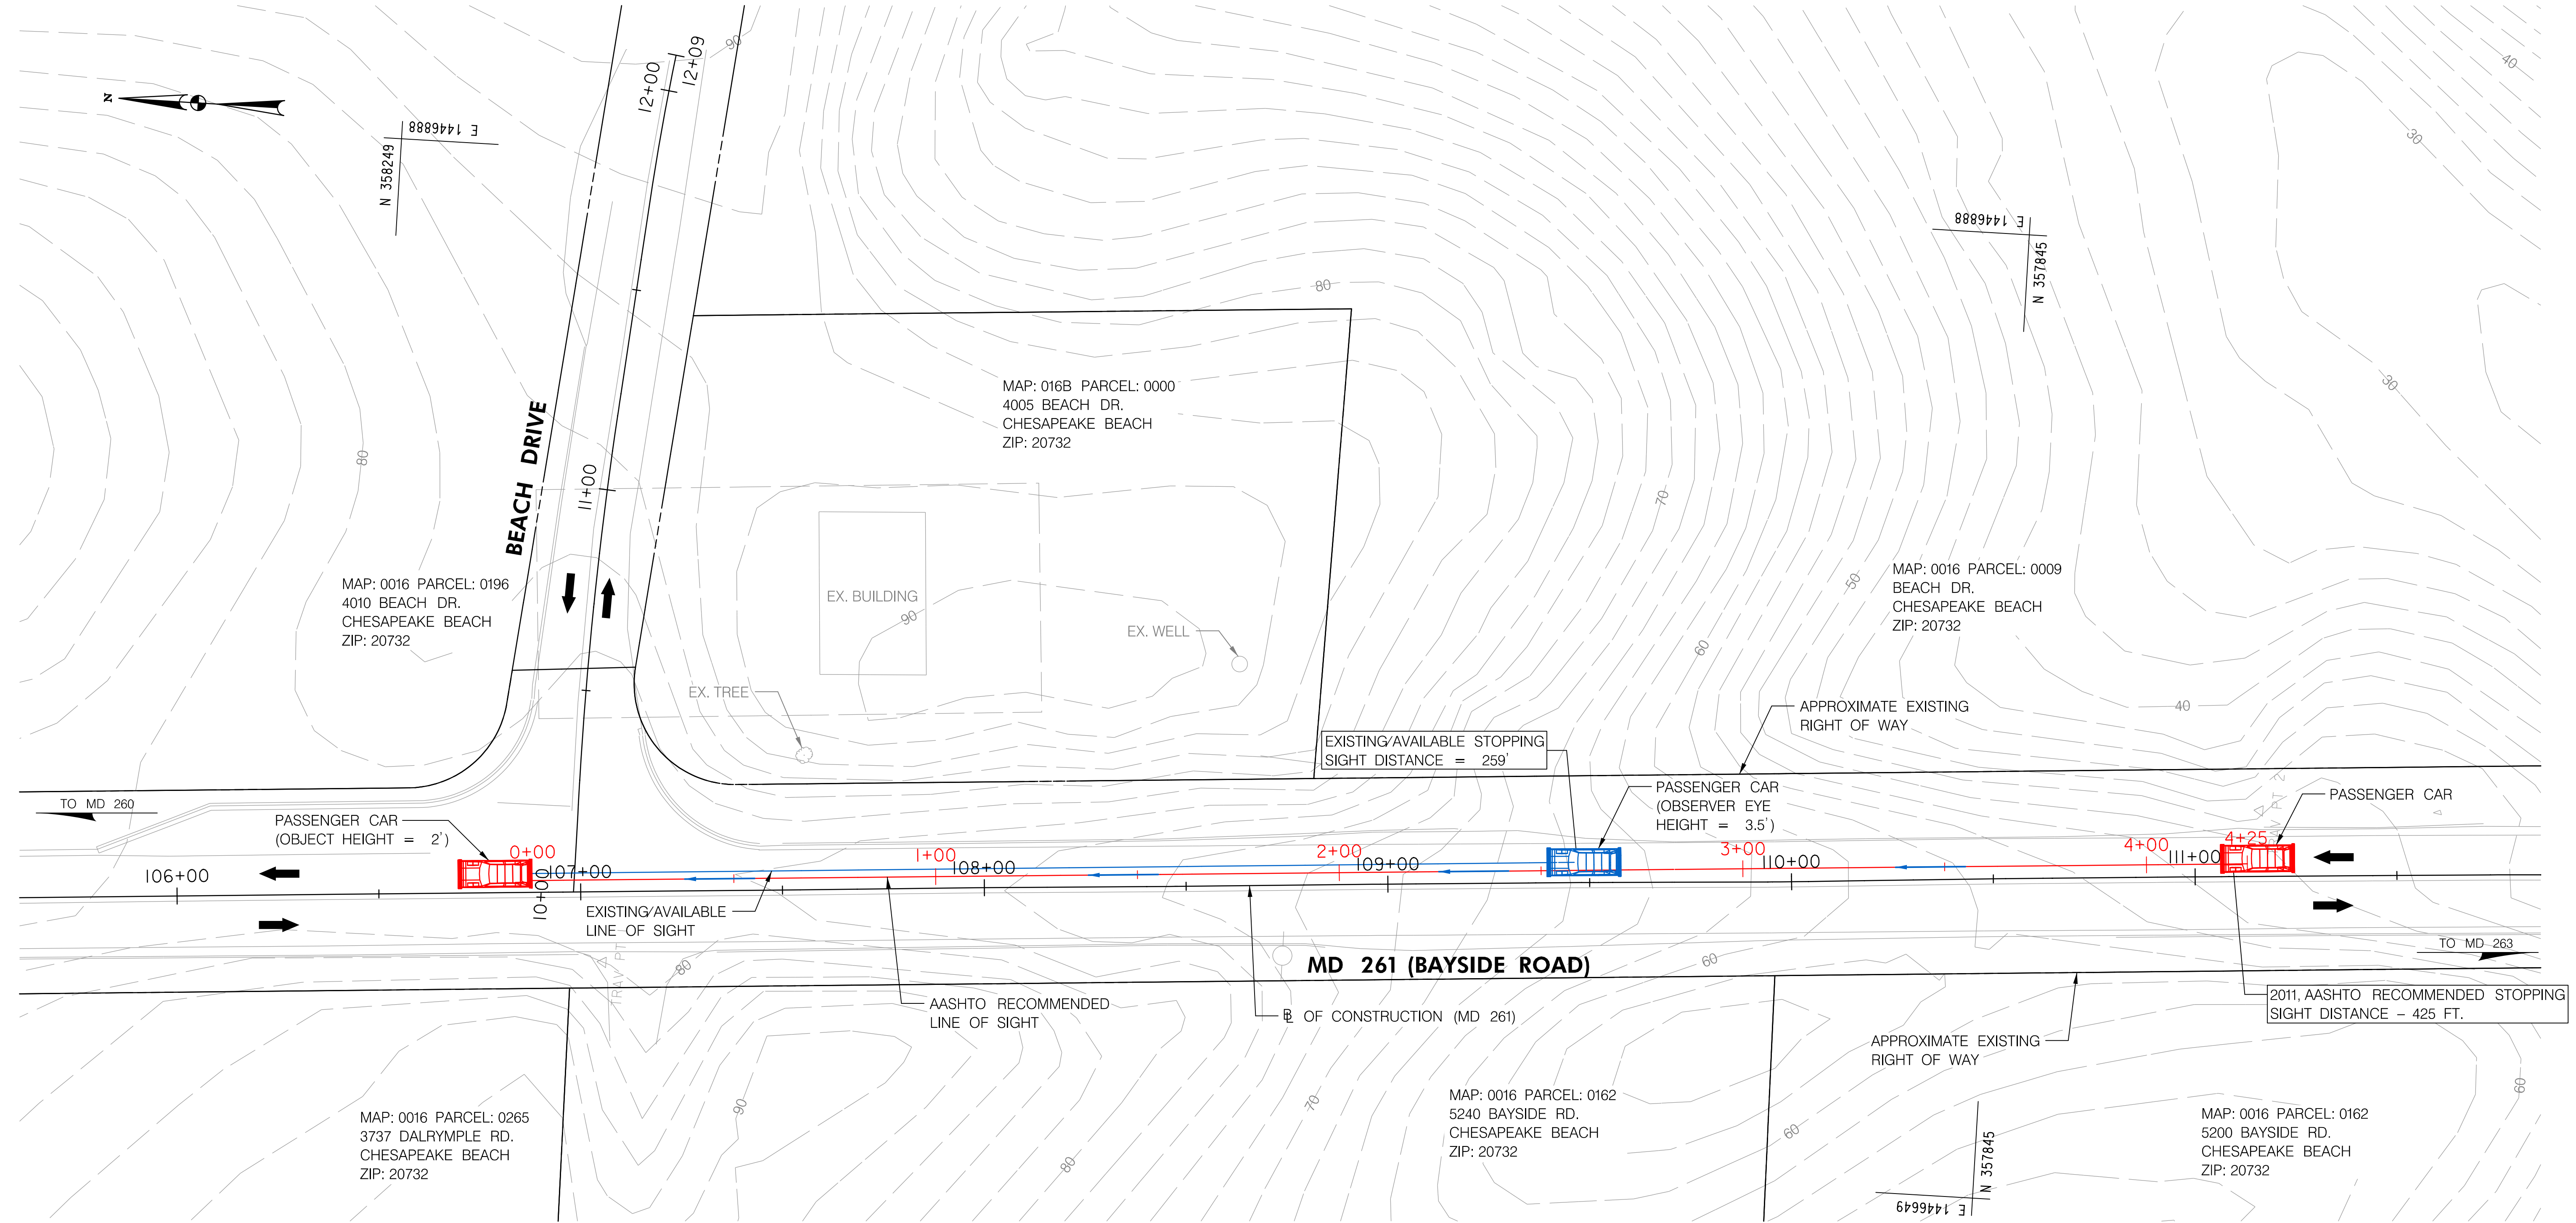 90
12+00
12+09
40
N
E 1446888
N 358249
30
E 1446888
N 357845
80
30
MAP: 016B PARCEL: 0000
4005 BEACH DR.
CHESAPEAKE BEACH
ZIP: 20732
BEACH DRIVE
11+00
80
70
MAP: 0016 PARCEL: 0196
4010 BEACH DR.
CHESAPEAKE BEACH
ZIP: 20732
EX. BUILDING
90
EX. WELL
EX. TREE
50
60
MAP: 0016 PARCEL: 0009
BEACH DR.
CHESAPEAKE BEACH
ZIP: 20732
40
APPROXIMATE EXISTING
RIGHT OF WAY
EXISTING/AVAILABLE STOPPING
SIGHT DISTANCE = 259'
PASSENGER CAR
(OBSERVER EYE
HEIGHT = 3.5')
PASSENGER CAR
TO MD 260
PASSENGER CAR
(OBJECT HEIGHT = 2')
0+00
1+00
2+00
3+00
4+00
4+25
106+00
107+00
108+00
109+00
110+00
111+00
10+00
EXISTING/AVAILABLE
LINE OF SIGHT
80
MD 261 (BAYSIDE ROAD)
60
TO MD 263
AASHTO RECOMMENDED
LINE OF SIGHT
BL OF CONSTRUCTION (MD 261)
2011, AASHTO RECOMMENDED STOPPING
SIGHT DISTANCE - 425 FT.
APPROXIMATE EXISTING
RIGHT OF WAY
MAP: 0016 PARCEL: 0265
3737 DALRYMPLE RD.
CHESAPEAKE BEACH
ZIP: 20732
90
70
80
MAP: 0016 PARCEL: 0162
5240 BAYSIDE RD.
CHESAPEAKE BEACH
ZIP: 20732
60
MAP: 0016 PARCEL: 0162
5200 BAYSIDE RD.
CHESAPEAKE BEACH
ZIP: 20732
60
N 357845
E 1446649